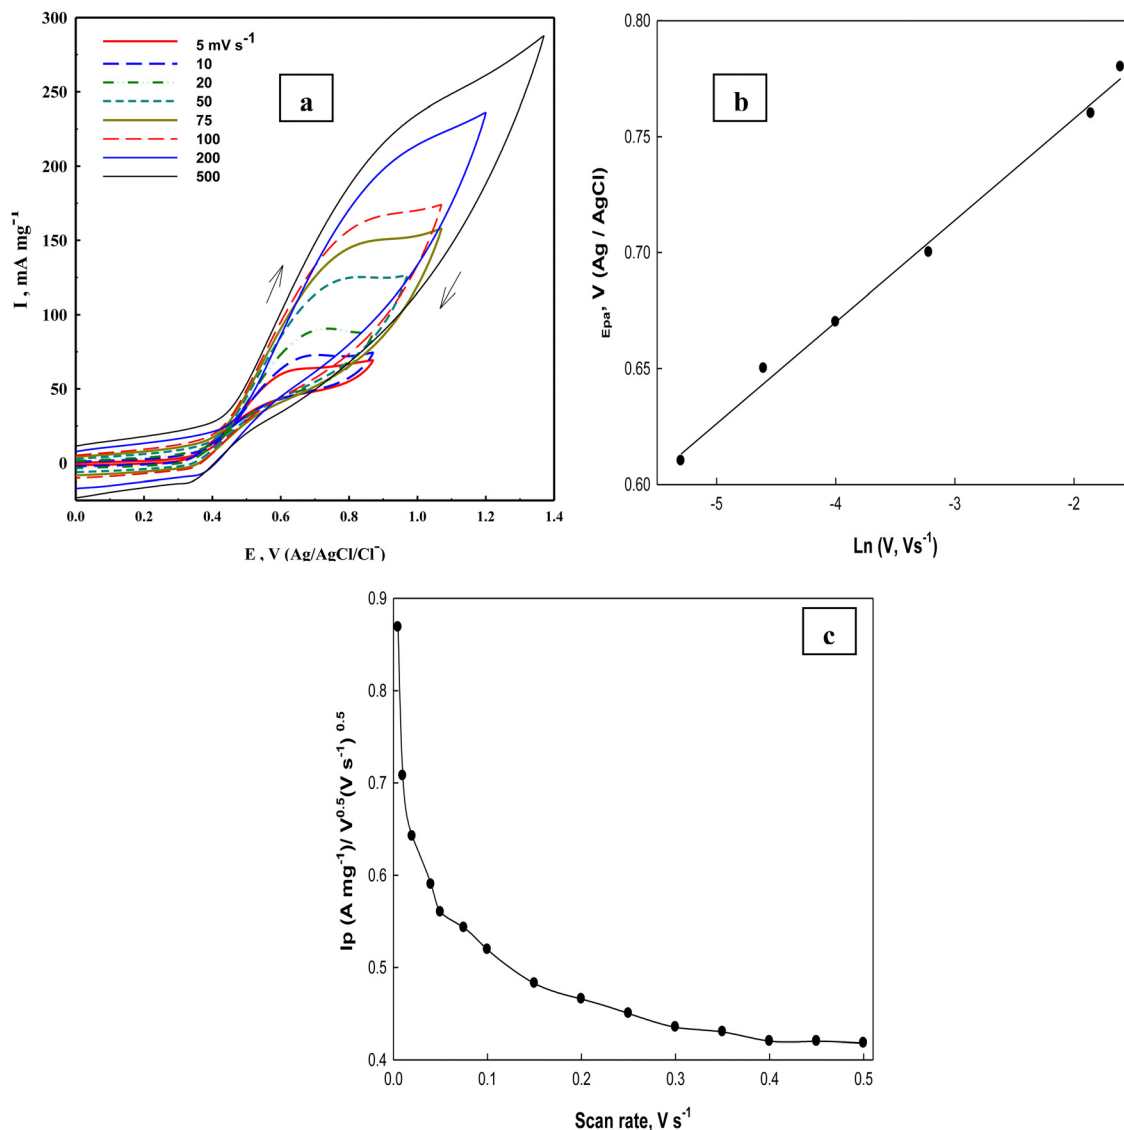 300
250
200
150
100
50
0
I , mA mg⁻¹
5 mV s⁻¹
10
20
50
75
100
200
500
a
0.0 0.2 0.4 0.6 0.8 1.0 1.2 1.4
E , V (Ag/AgCl/Cl⁻)
0.80
0.75
0.70
0.65
0.60
Epa, V (Ag / AgCl)
b
-5 -4 -3 -2
Ln (V, Vs⁻¹)
0.9
0.8
0.7
0.6
0.5
0.4
Ip (A mg⁻¹)/ V⁰·⁵(V s⁻¹) ⁰·⁵
c
0.0 0.1 0.2 0.3 0.4 0.5
Scan rate, V s⁻¹